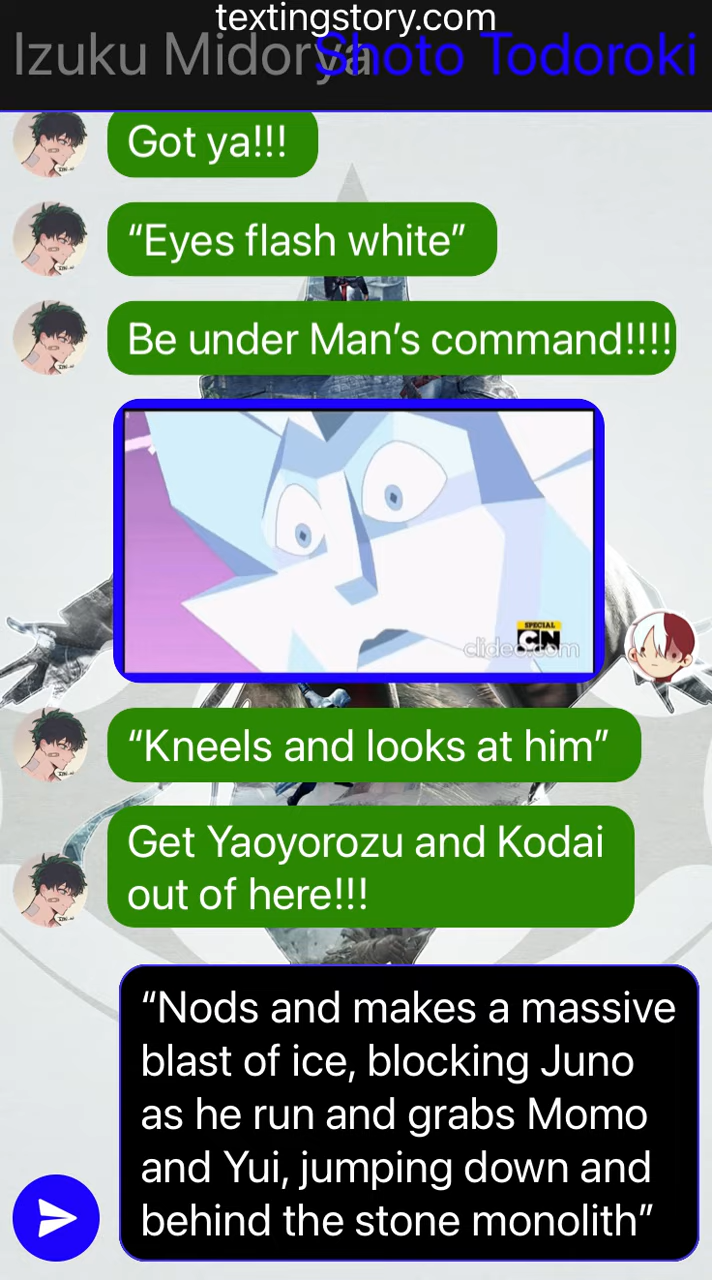 textingstory.com
Izuku Midorya
Shoto Todoroki
Got ya!!!
“Eyes flash white”
Be under Man’s command!!!!
SPECIAL
CN
clideo.com
“Kneels and looks at him”
Get Yaoyorozu and Kodai
out of here!!!
“Nods and makes a massive
blast of ice, blocking Juno
as he run and grabs Momo
and Yui, jumping down and
behind the stone monolith”